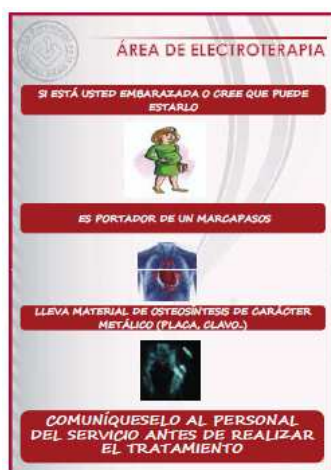 ÁREA DE ELECTROTERAPIA
SI ESTÁ USTED EMBARAZADA O CREE QUE PUEDE
ESTARLO
ES PORTADOR DE UN MARCAPASOS
LLEVA MATERIAL DE OSTEOSÍNTESIS DE CARÁCTER
METÁLICO (PLACA, CLAVO..)
COMUNÍQUESELO AL PERSONAL
DEL SERVICIO ANTES DE REALIZAR
EL TRATAMIENTO